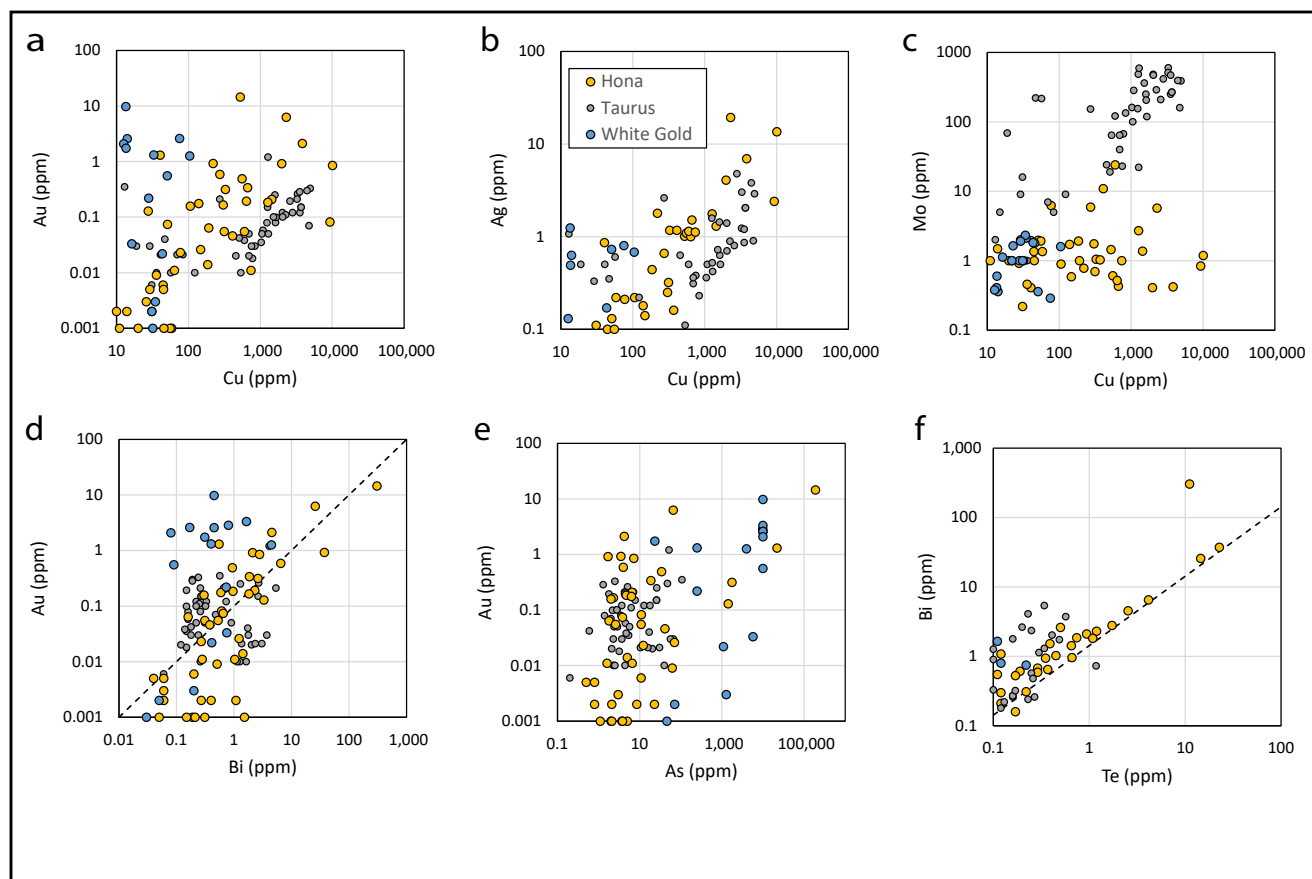 a
100
10
1
0.1
0.01
0.001
Au (ppm)
10 100 1,000 10,000 100,000
Cu (ppm)
b
100
10
1
0.1
Ag (ppm)
Hona
Taurus
White Gold
10 100 1,000 10,000 100,000
Cu (ppm)
c
1000
100
10
1
0.1
Mo (ppm)
10 100 1,000 10,000 100,000
Cu (ppm)
d
100
10
1
0.1
0.01
0.001
Au (ppm)
0.01 0.1 1 10 100 1,000
Bi (ppm)
e
100
10
1
0.1
0.01
0.001
Au (ppm)
0.1 10 1,000 100,000
As (ppm)
f
1,000
100
10
1
0.1
Bi (ppm)
0.1 1 10 100
Te (ppm)